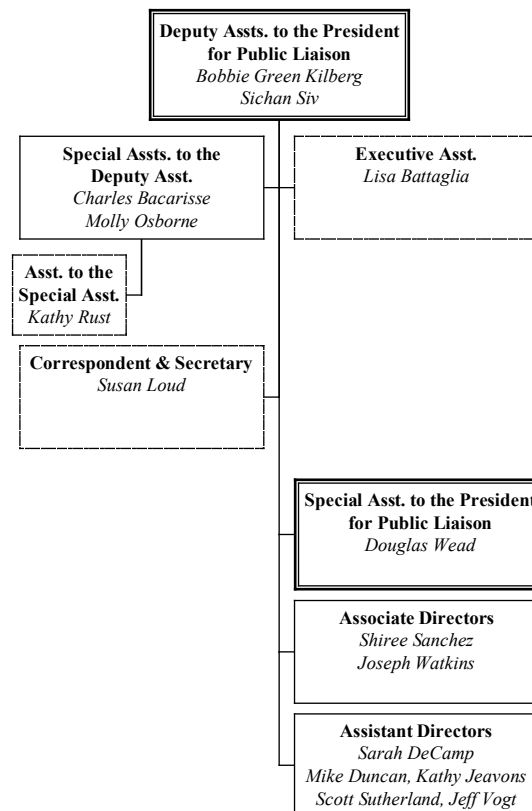 Deputy Assts. to the President
for Public Liaison
Bobbie Green Kilberg
Sichan Siv
Special Assts. to the
Deputy Asst.
Charles Bacarisse
Molly Osborne
Executive Asst.
Lisa Battaglia
Asst. to the
Special Asst.
Kathy Rust
Correspondent & Secretary
Susan Loud
Special Asst. to the President
for Public Liaison
Douglas Wead
Associate Directors
Shiree Sanchez
Joseph Watkins
Assistant Directors
Sarah DeCamp
Mike Duncan, Kathy Jeavons
Scott Sutherland, Jeff Vogt